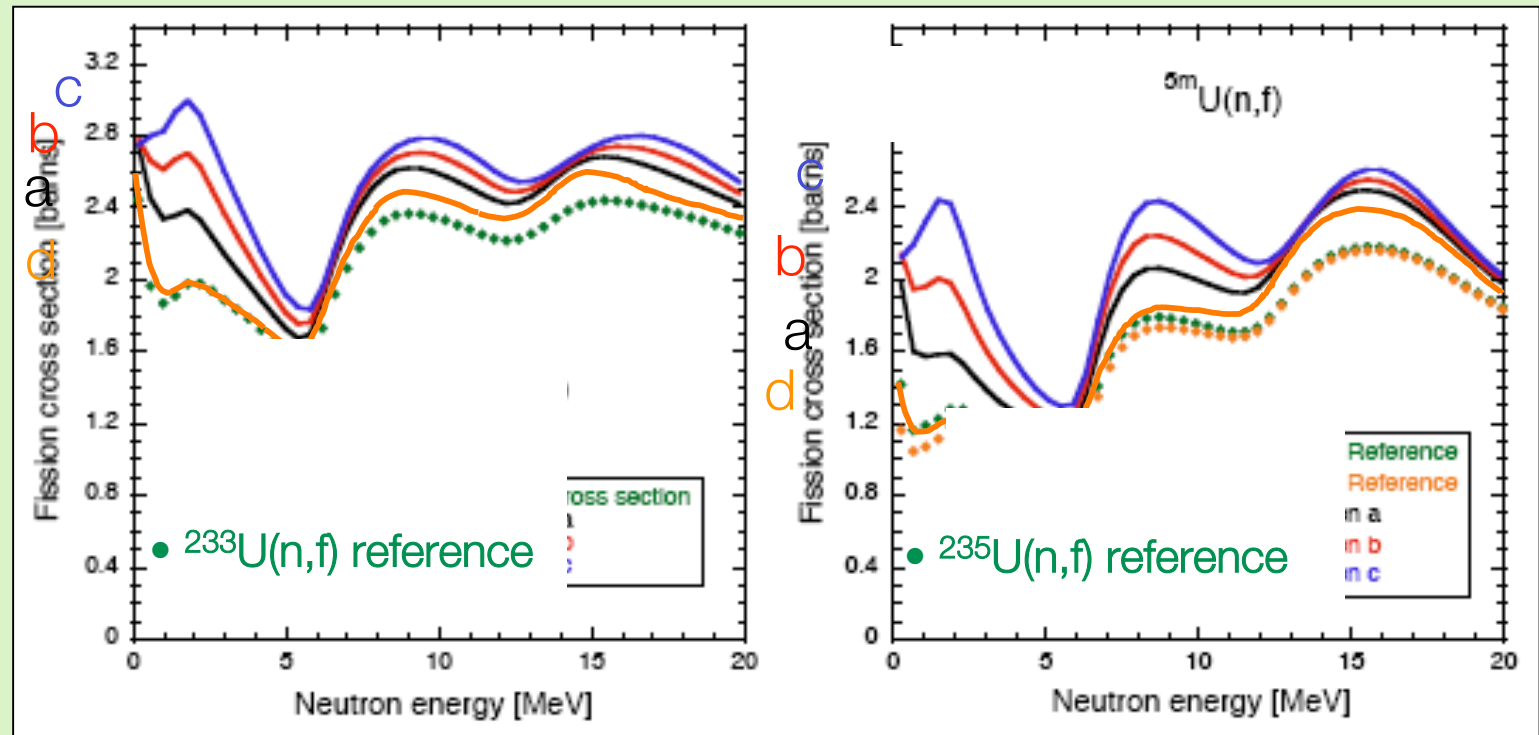 3.2
2.8
2.4
2
1.6
1.2
0.8
0.4
0
c
b
a
d
Fission cross section [barns]
ross section
• ²³³U(n,f) reference
0
5
10
15
20
Neutron energy [MeV]
5mU(n,f)
2.4
2
1.6
1.2
0.8
0.4
0
c
b
a
d
Fission cross section [barns]
Reference
Reference
n a
n b
n c
• ²³⁵U(n,f) reference
0
5
10
15
20
Neutron energy [MeV]